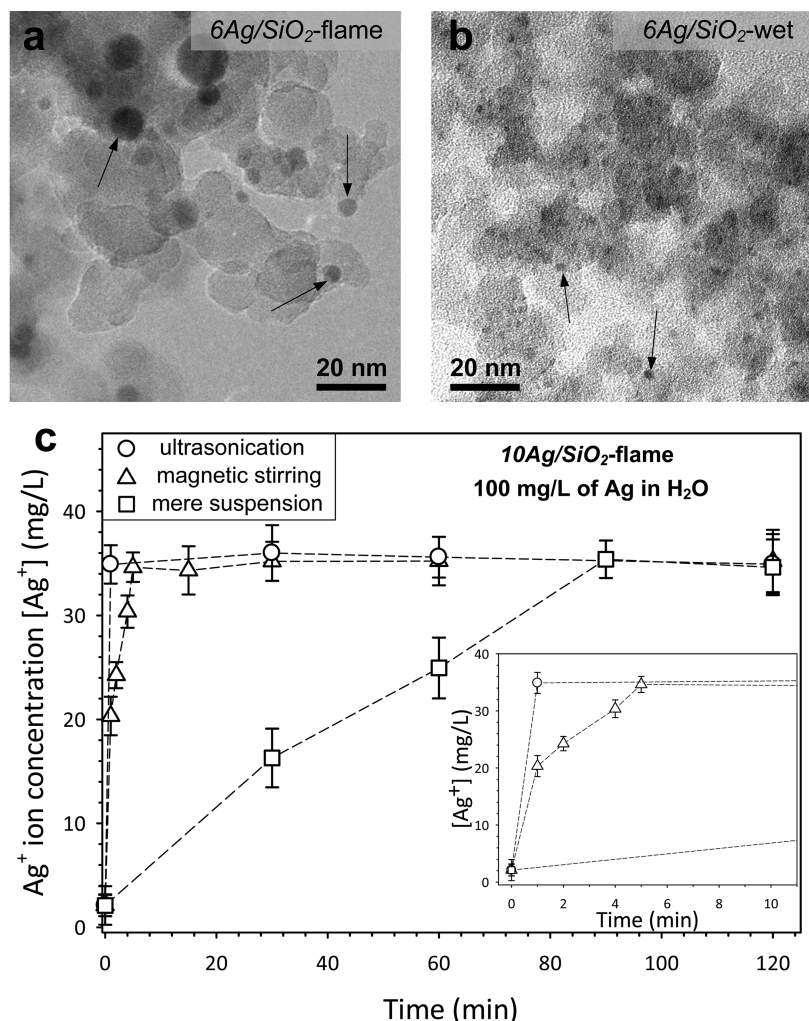 a
6Ag/SiO₂-flame
20 nm
b
6Ag/SiO₂-wet
20 nm
c
ultrasonication
magnetic stirring
mere suspension
10Ag/SiO₂-flame
100 mg/L of Ag in H₂O
Ag⁺ ion concentration [Ag⁺] (mg/L)
40
30
20
10
0
0 20 40 60 80 100 120
Time (min)
[Ag⁺] (mg/L)
40
30
20
10
0
0 2 4 6 8 10
Time (min)